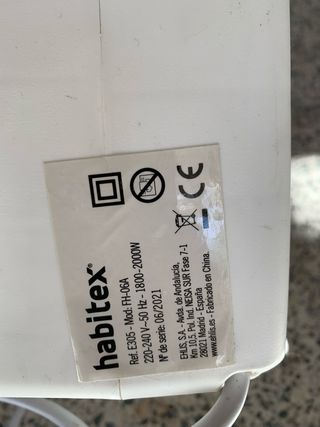 habitex®
Ref. E305 - Mod: FH-06A
220-240 V~50 Hz - 1800-2000W
Nº de serie: 06/2021
CE
EHLIS, S.A. - Avda. de Andalucía,
Km 10,5. Pol. Ind. NEISA SUR Fase 7-1
28021 Madrid - España
www.ehlis.es - Fabricado en China.